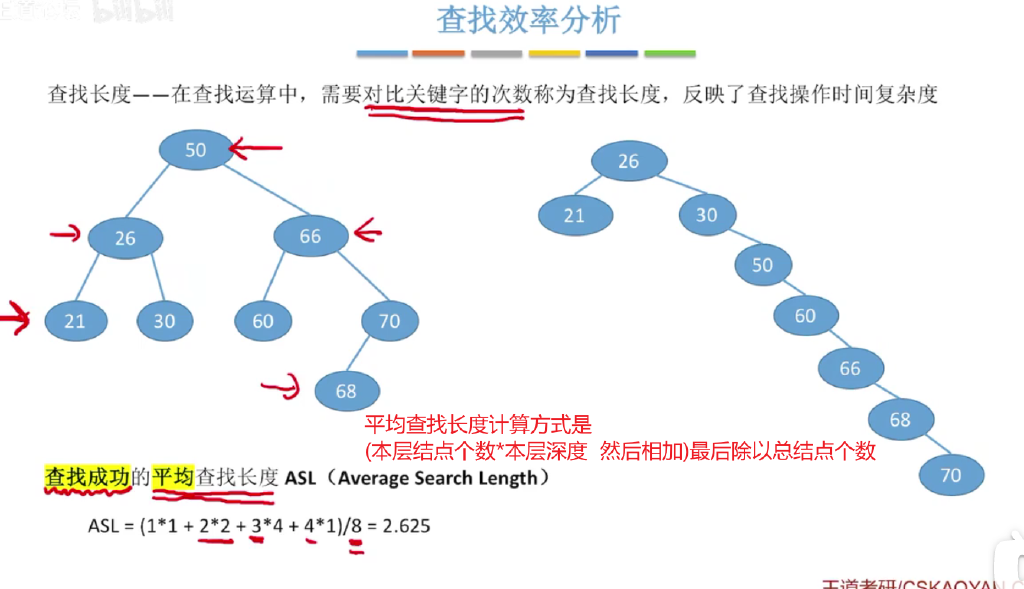 查找效率分析
查找长度——在查找运算中，需要对比关键字的次数称为查找长度，反映了查找操作时间复杂度
50
26
66
21
30
60
70
68
26
21
30
50
60
66
68
70
平均查找长度计算方式是
(本层结点个数*本层深度 然后相加)最后除以总结点个数
查找成功的平均查找长度 ASL（Average Search Length）
ASL = (1*1 + 2*2 + 3*4 + 4*1)/8 = 2.625
王道考研/CSKAOYAN.C